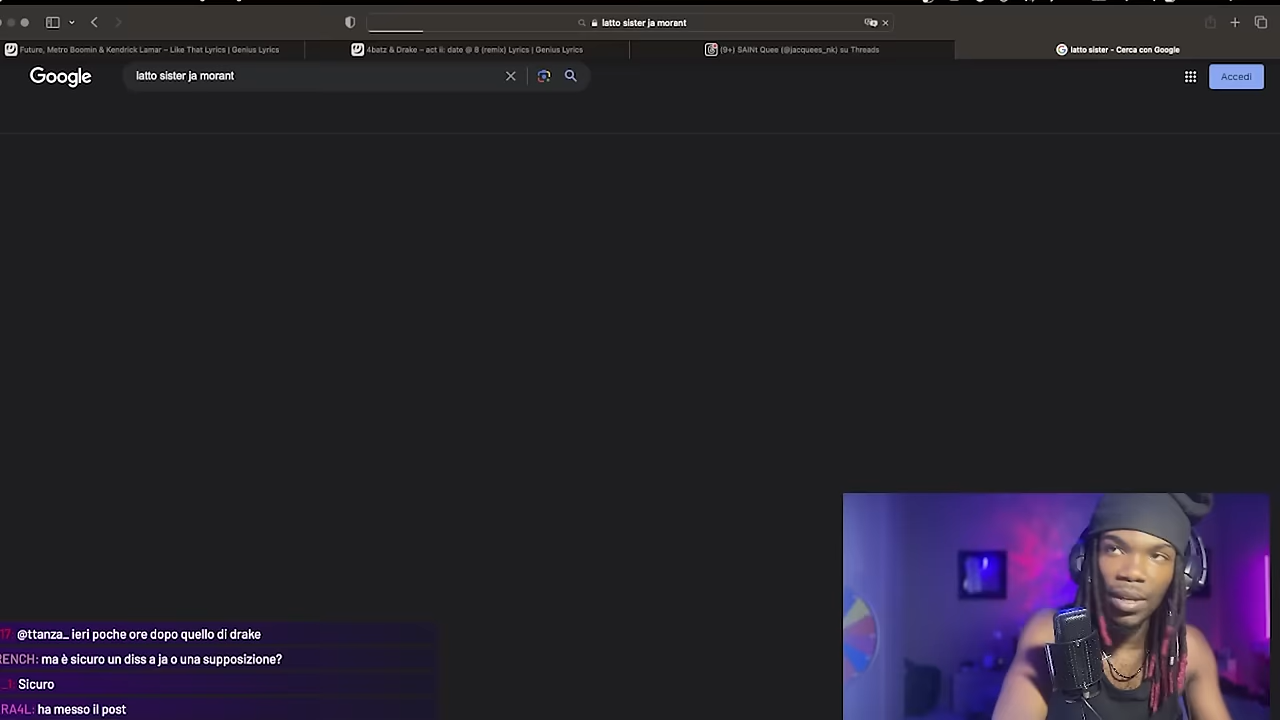 latto sister ja morant
Future, Metro Boomin & Kendrick Lamar – Like That Lyrics | Genius Lyrics
4batz & Drake – act ii: date @ 8 (remix) Lyrics | Genius Lyrics
(9+) SAINt Quee (@jacquees_nk) su Threads
latto sister - Cerca con Google
Google
latto sister ja morant
Accedi
17: @ttanza_ ieri poche ore dopo quello di drake
RENCH: ma è sicuro un diss a ja o una supposizione?
_1: Sicuro
RA4L: ha messo il post